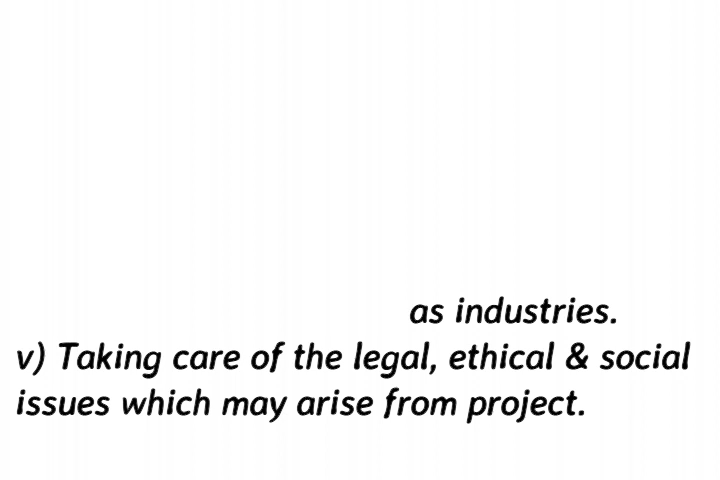 as industries.
v) Taking care of the legal, ethical & social
issues which may arise from project.